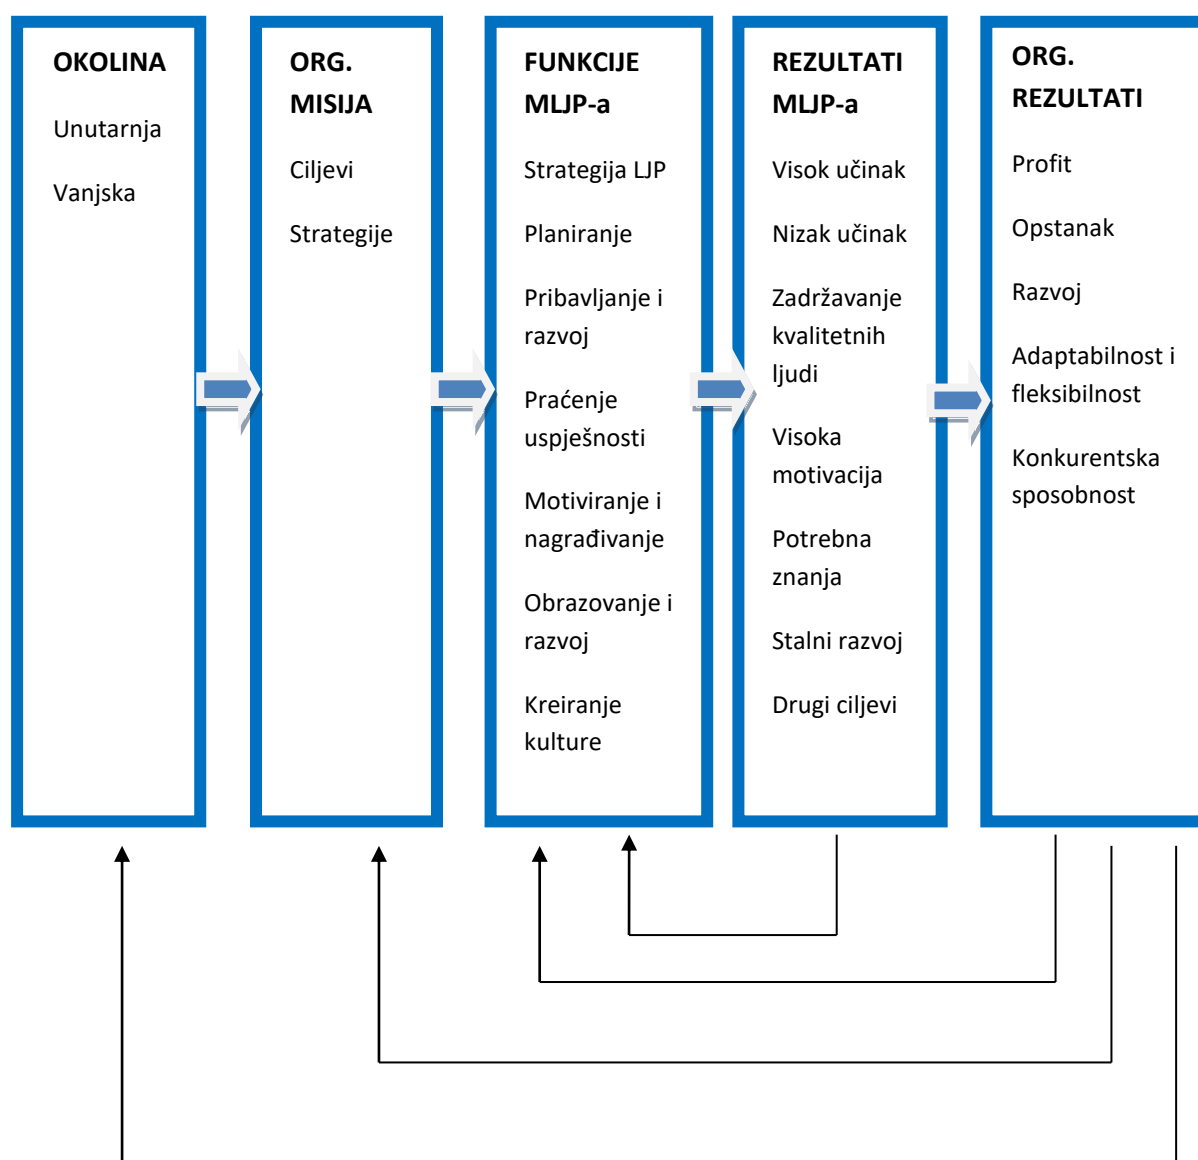 OKOLINA
Unutarnja
Vanjska
ORG.
MISIJA
Ciljevi
Strategije
FUNKCIJE
MLJP-a
Strategija LJP
Planiranje
Pribavljanje i
razvoj
Praćenje
uspješnosti
Motiviranje i
nagrađivanje
Obrazovanje i
razvoj
Kreiranje
kulture
REZULTATI
MLJP-a
Visok učinak
Nizak učinak
Zadržavanje
kvalitetnih
ljudi
Visoka
motivacija
Potrebna
znanja
Stalni razvoj
Drugi ciljevi
ORG.
REZULTATI
Profit
Opstanak
Razvoj
Adaptabilnost i
fleksibilnost
Konkurentska
sposobnost